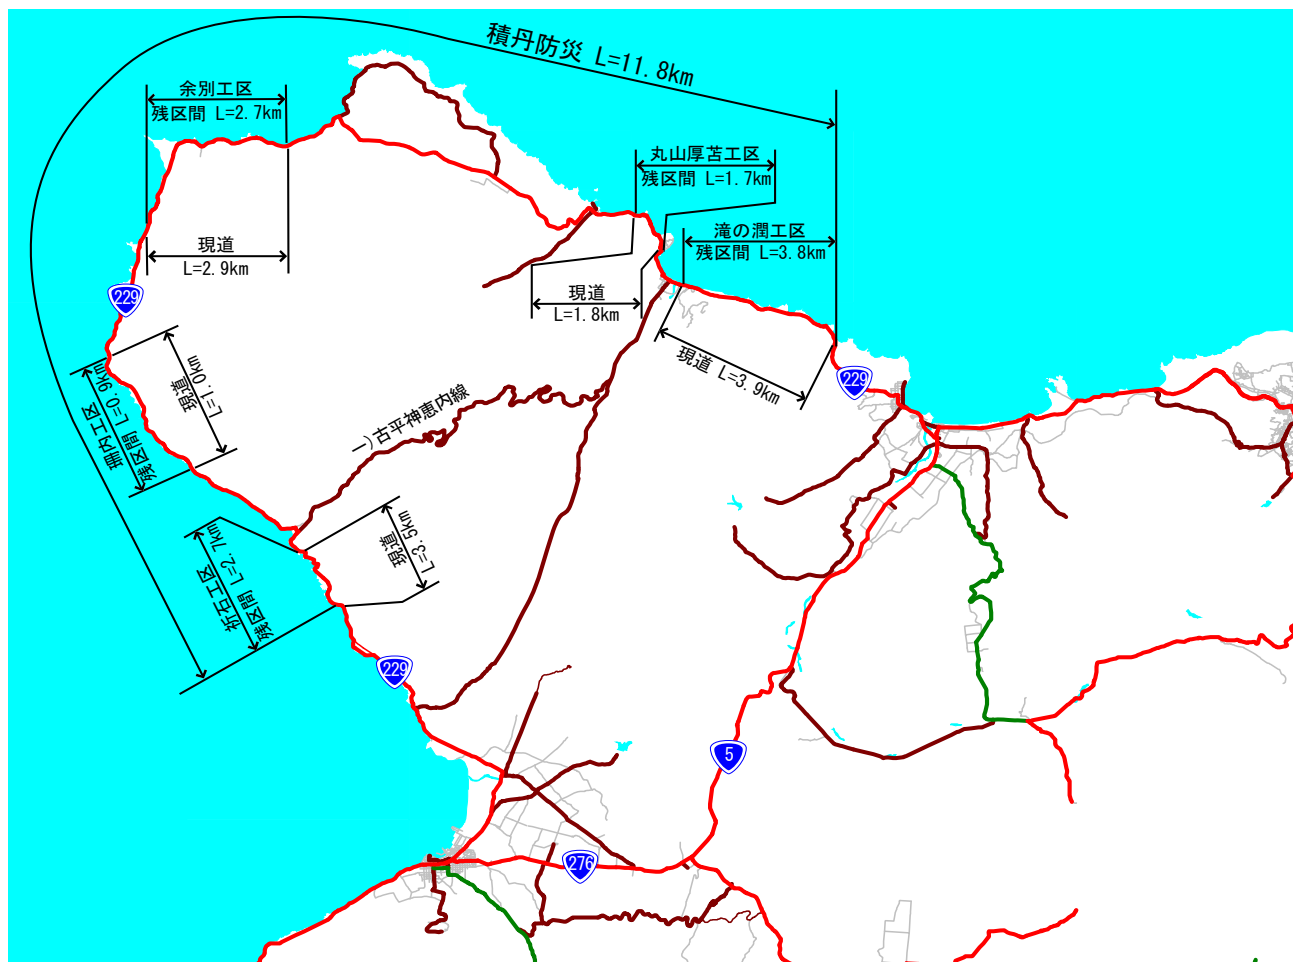 積丹防災 L=11.8km
余別工区
残区間 L=2.7km
丸山厚苫工区
残区間 L=1.7km
滝の澗工区
残区間 L=3.8km
現道
L=2.9km
現道
L=1.8km
229
現道 L=3.9km
229
現道
L=1.0km
珊内工区
残区間 L=0.9km
一)古平神恵内線
現道
L=3.5km
祈石工区
残区間 L=2.7km
229
5
276